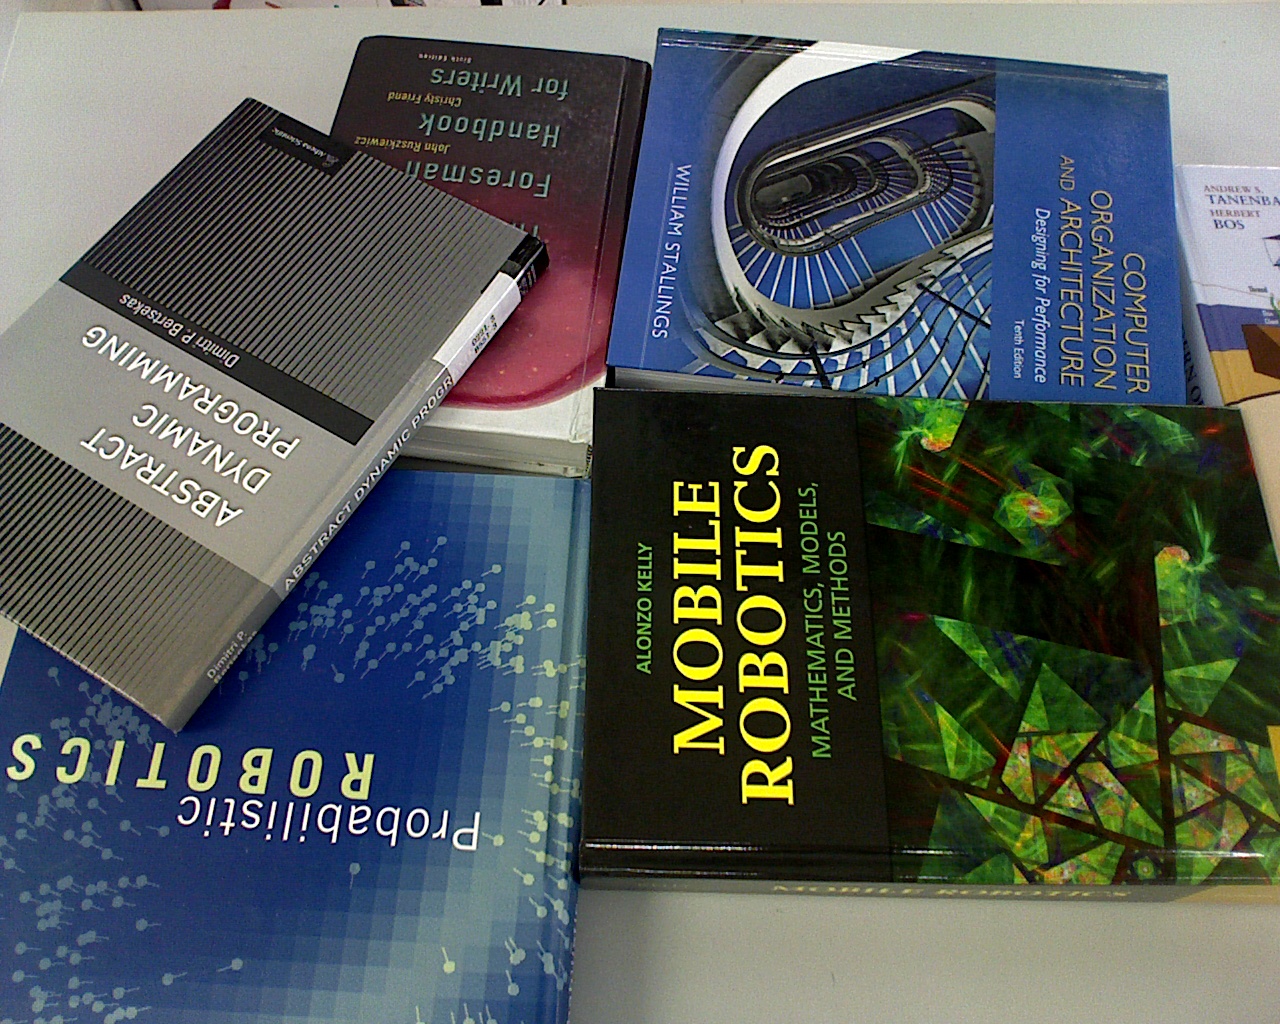 Foresman
Handbook
for Writers
Sixth Edition
John Ruszkiewicz
Christy Friend
WILLIAM STALLINGS
COMPUTER
ORGANIZATION
AND ARCHITECTURE
Designing for Performance
Tenth Edition
ANDREW S.
TANENBA
HERBERT
BOS
Athena Scientific
Dimitri P. Bertsekas
ABSTRACT
DYNAMIC
PROGRAMMING
ABSTRACT DYNAMIC PROGR
Dimitri P.
ALONZO KELLY
MOBILE
ROBOTICS
MATHEMATICS, MODELS,
AND METHODS
MOBILE ROBOTICS
Probabilistic
ROBOTICS